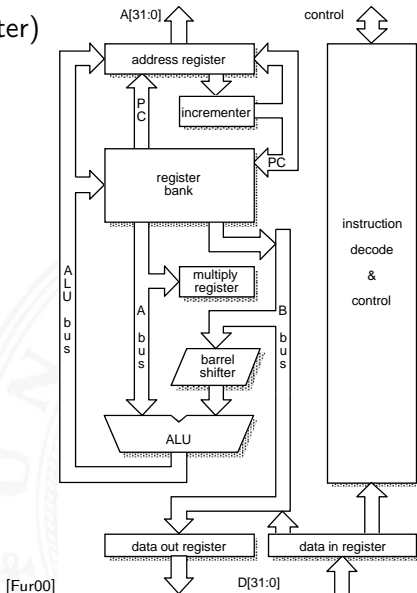 ter)
A[31:0]
control
address register
P
C
incrementer
PC
register
bank
instruction
decode
&
control
A
L
U
b
u
s
A
b
u
s
multiply
register
B
b
u
s
barrel
shifter
ALU
data out register
data in register
[Fur00]
D[31:0]